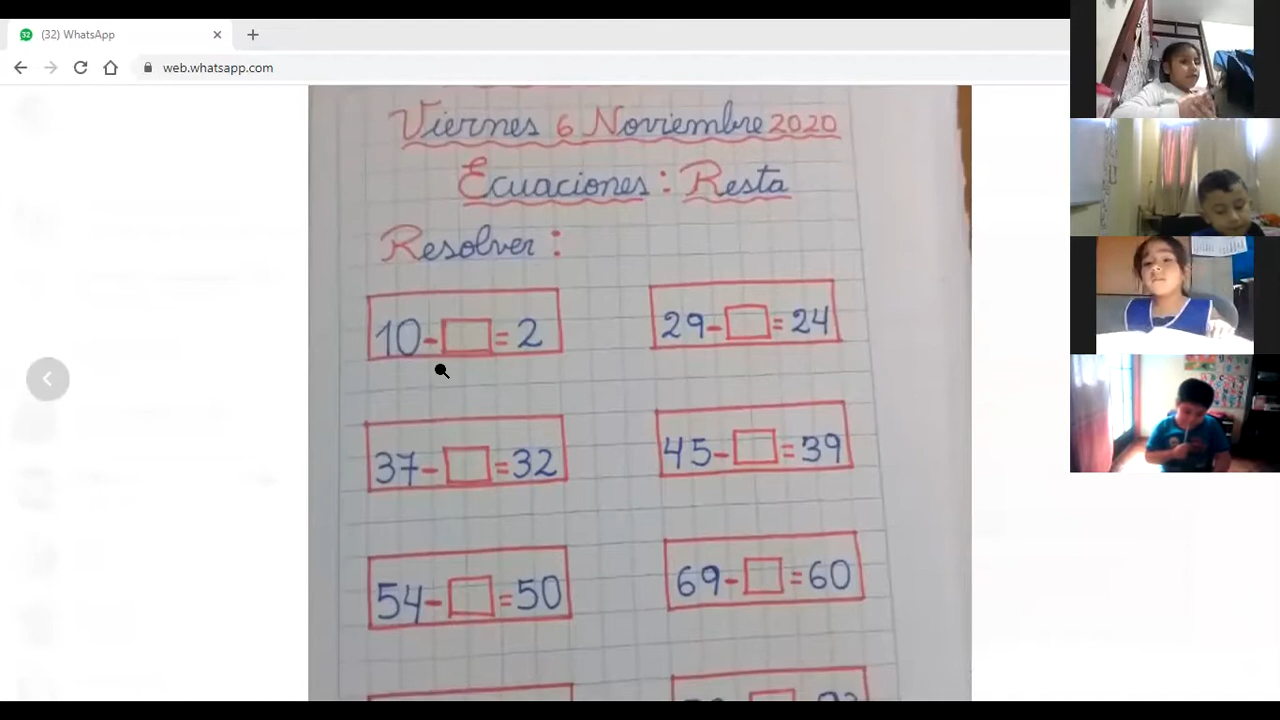 (32) WhatsApp
web.whatsapp.com
Viernes 6 Noviembre 2020
Ecuaciones : Resta
Resolver :
10-□=2 29-□=24
37-□=32 45-□=39
54-□=50 69-□=60